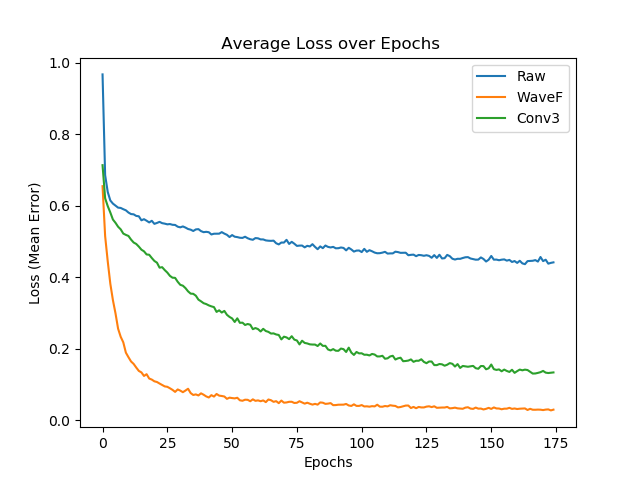 Average Loss over Epochs
Raw
WaveF
Conv3
Loss (Mean Error)
1.0
0.8
0.6
0.4
0.2
0.0
0 25 50 75 100 125 150 175
Epochs